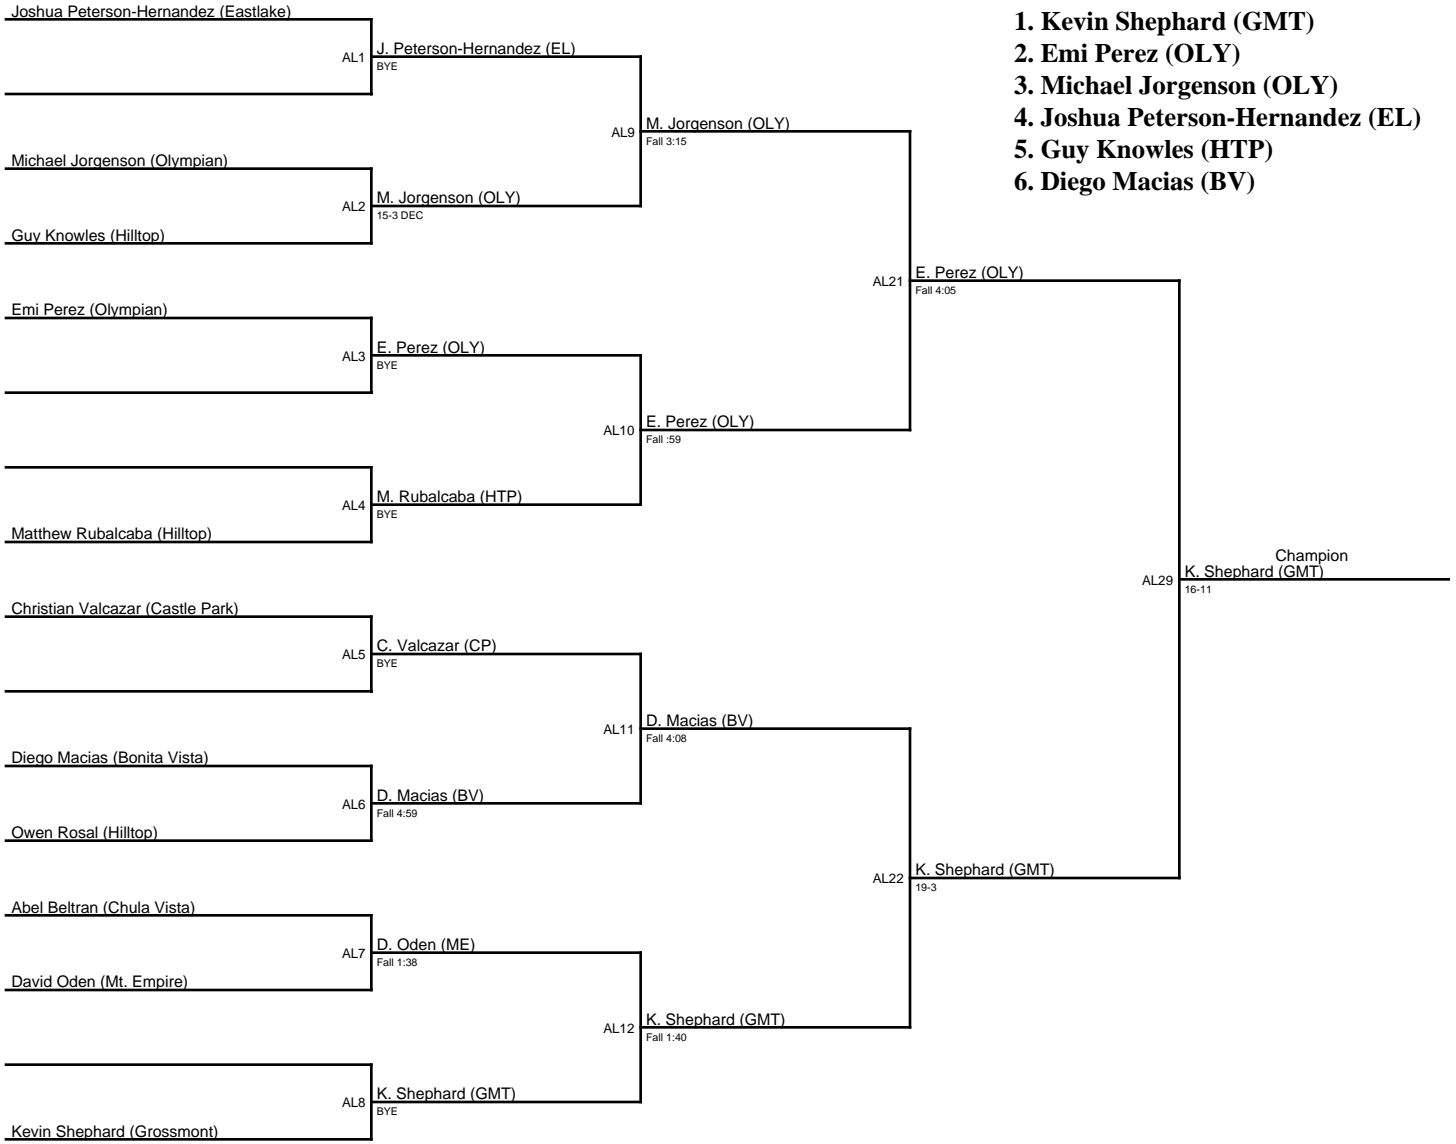 Joshua Peterson-Hernandez (Eastlake)
AL1
J. Peterson-Hernandez (EL)
BYE
Michael Jorgenson (Olympian)
AL2
M. Jorgenson (OLY)
15-3 DEC
Guy Knowles (Hilltop)
AL9
M. Jorgenson (OLY)
Fall 3:15
Emi Perez (Olympian)
AL3
E. Perez (OLY)
BYE
AL4
M. Rubalcaba (HTP)
BYE
Matthew Rubalcaba (Hilltop)
AL10
E. Perez (OLY)
Fall :59
AL21
E. Perez (OLY)
Fall 4:05
Christian Valcazar (Castle Park)
AL5
C. Valcazar (CP)
BYE
Diego Macias (Bonita Vista)
AL6
D. Macias (BV)
Fall 4:59
Owen Rosal (Hilltop)
AL11
D. Macias (BV)
Fall 4:08
Abel Beltran (Chula Vista)
AL7
D. Oden (ME)
Fall 1:38
David Oden (Mt. Empire)
AL8
K. Shephard (GMT)
BYE
Kevin Shephard (Grossmont)
AL12
K. Shephard (GMT)
Fall 1:40
AL22
K. Shephard (GMT)
19-3
AL29
Champion
K. Shephard (GMT)
16-11
1. Kevin Shephard (GMT)
2. Emi Perez (OLY)
3. Michael Jorgenson (OLY)
4. Joshua Peterson-Hernandez (EL)
5. Guy Knowles (HTP)
6. Diego Macias (BV)